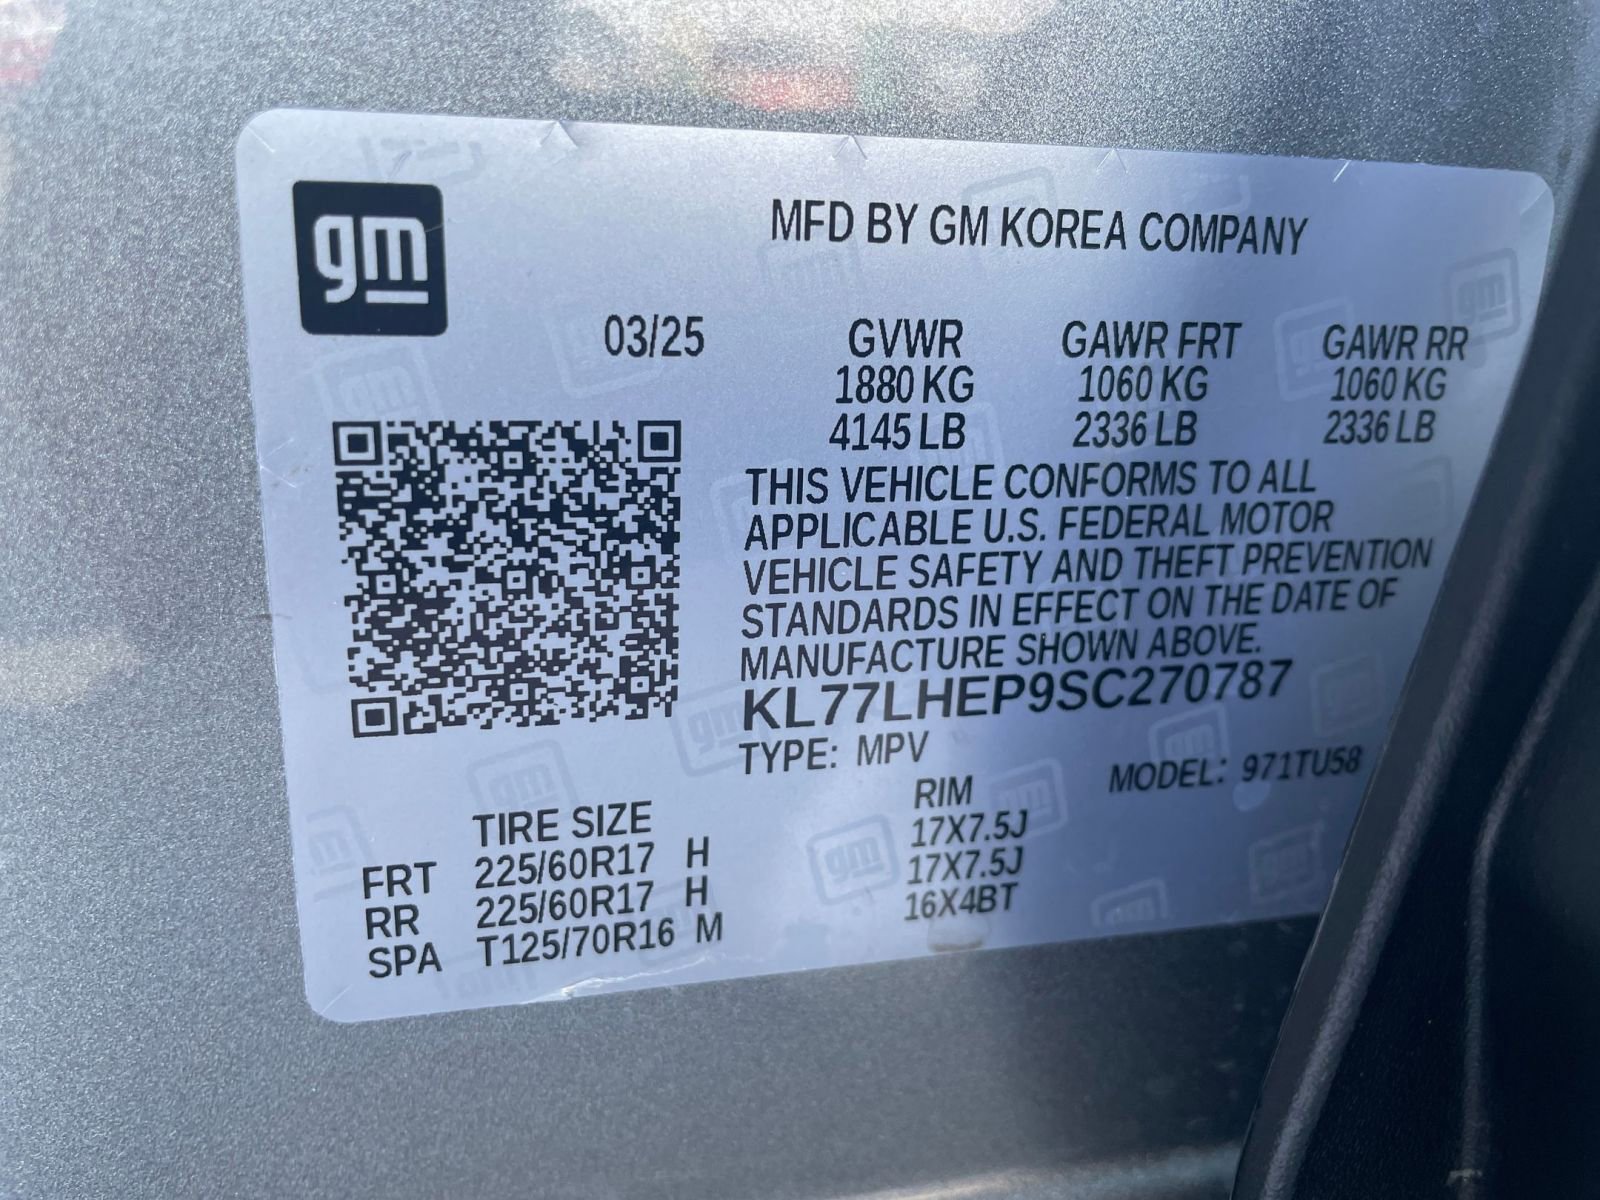 gm
MFD BY GM KOREA COMPANY
03/25 GVWR GAWR FRT GAWR RR
1880 KG 1060 KG 1060 KG
4145 LB 2336 LB 2336 LB
THIS VEHICLE CONFORMS TO ALL
APPLICABLE U.S. FEDERAL MOTOR
VEHICLE SAFETY AND THEFT PREVENTION
STANDARDS IN EFFECT ON THE DATE OF
MANUFACTURE SHOWN ABOVE.
KL77LHEP9SC270787
TYPE: MPV MODEL: 971TU58
TIRE SIZE RIM
FRT 225/60R17 H 17X7.5J
RR 225/60R17 H 17X7.5J
SPA T125/70R16 M 16X4BT